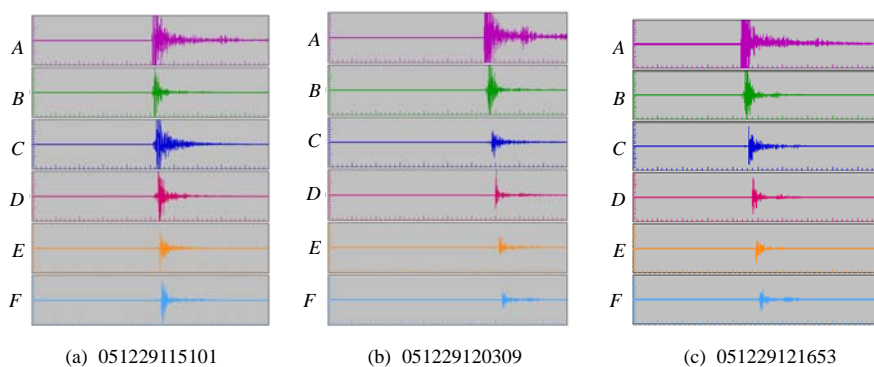 A A A
B B B
C C C
D D D
E E E
F F F
(a) 051229115101 (b) 051229120309 (c) 051229121653